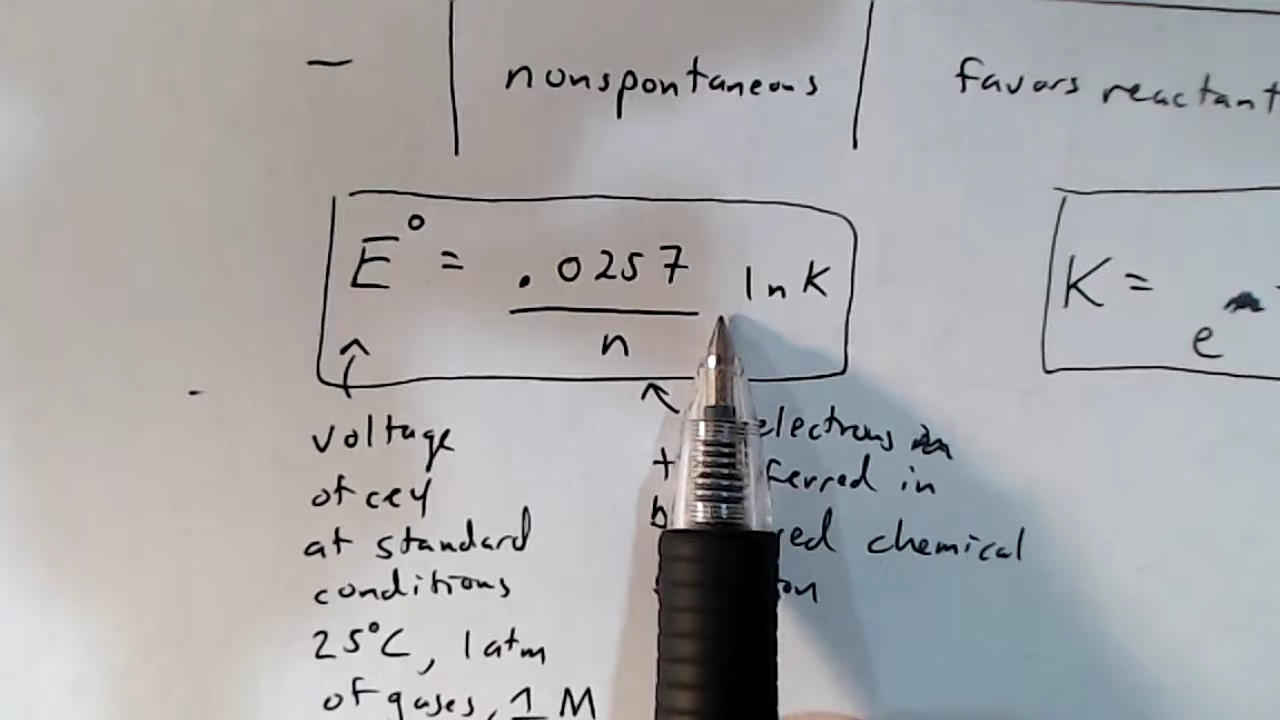 — nonspontaneous favors reactant
E° = .0257 / n ln K
K = e
voltage
of cell
at standard
conditions
25°C, 1 atm
of gases, 1 M
electrons
ferred in
chemical